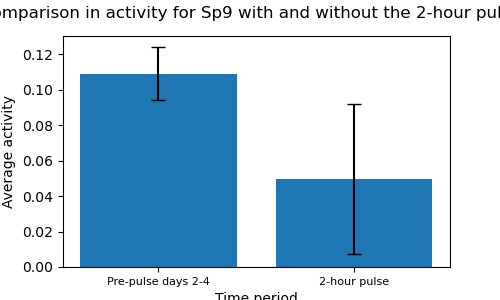 omparison in activity for Sp9 with and without the 2-hour pul
0.12
0.10
0.08
0.06
0.04
0.02
0.00
Average activity
Pre-pulse days 2-4
2-hour pulse
Time period